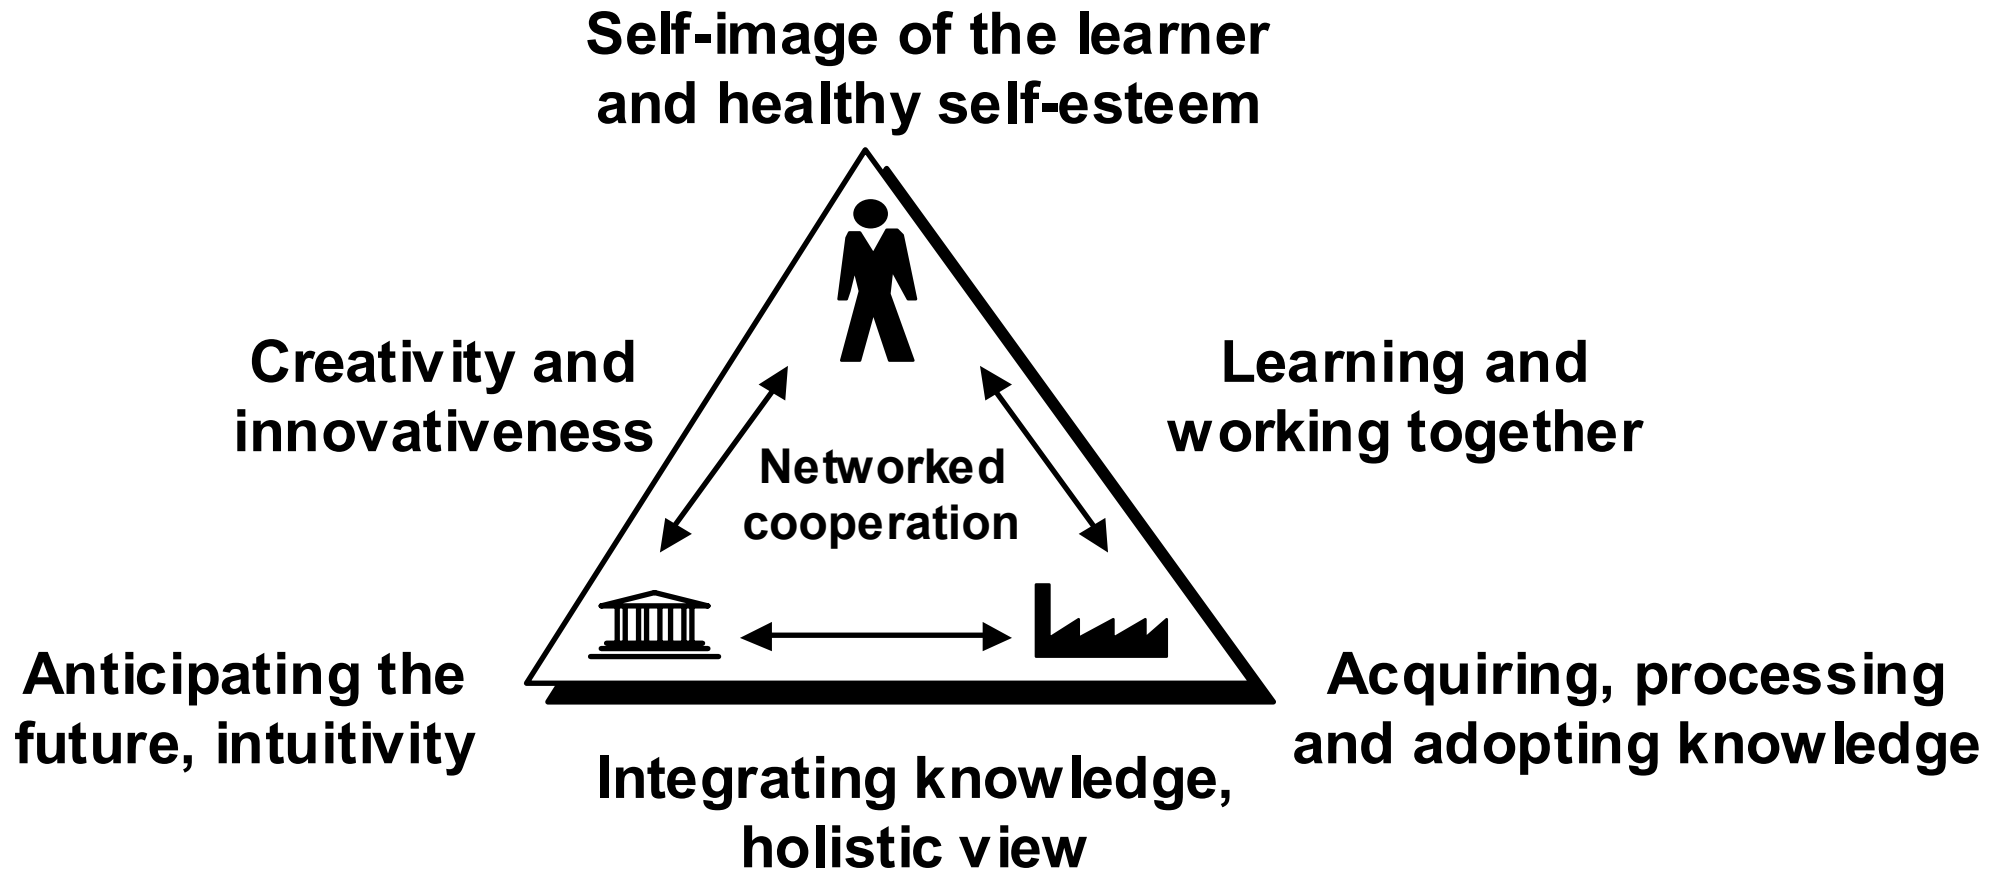 Self-image of the learner
and healthy self-esteem
Creativity and
innovativeness
Learning and
working together
Networked
cooperation
Anticipating the
future, intuitivity
Acquiring, processing
and adopting knowledge
Integrating knowledge,
holistic view